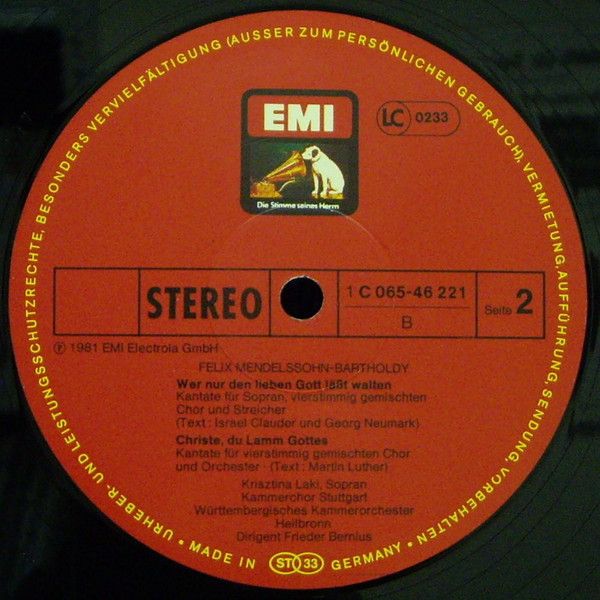 URHEBER- UND LEISTUNGSSCHUTZRECHTE, BESONDERS VERVIELFÄLTIGUNG (AUSSER ZUM PERSÖNLICHEN GEBRAUCH), VERMIETUNG, AUFFÜHRUNG, SENDUNG, VORBEHALTEN •
EMI
LC 0233
Die Stimme seines Herrn
STEREO
1 C 065-46 221
B
Seite 2
Ⓟ 1981 EMI Electrola GmbH
FELIX MENDELSSOHN-BARTHOLDY
Wer nur den lieben Gott läßt walten
Kantate für Sopran, vierstimmig gemischten
Chor und Streicher
(Text: Israel Clauder und Georg Neumark)
Christe, du Lamm Gottes
Kantate für vierstimmig gemischten Chor
und Orchester · (Text: Martin Luther)
Krisztina Laki, Sopran
Kammerchor Stuttgart
Württembergisches Kammerorchester
Heilbronn
Dirigent Frieder Bernius
• MADE IN ST 33 GERMANY •